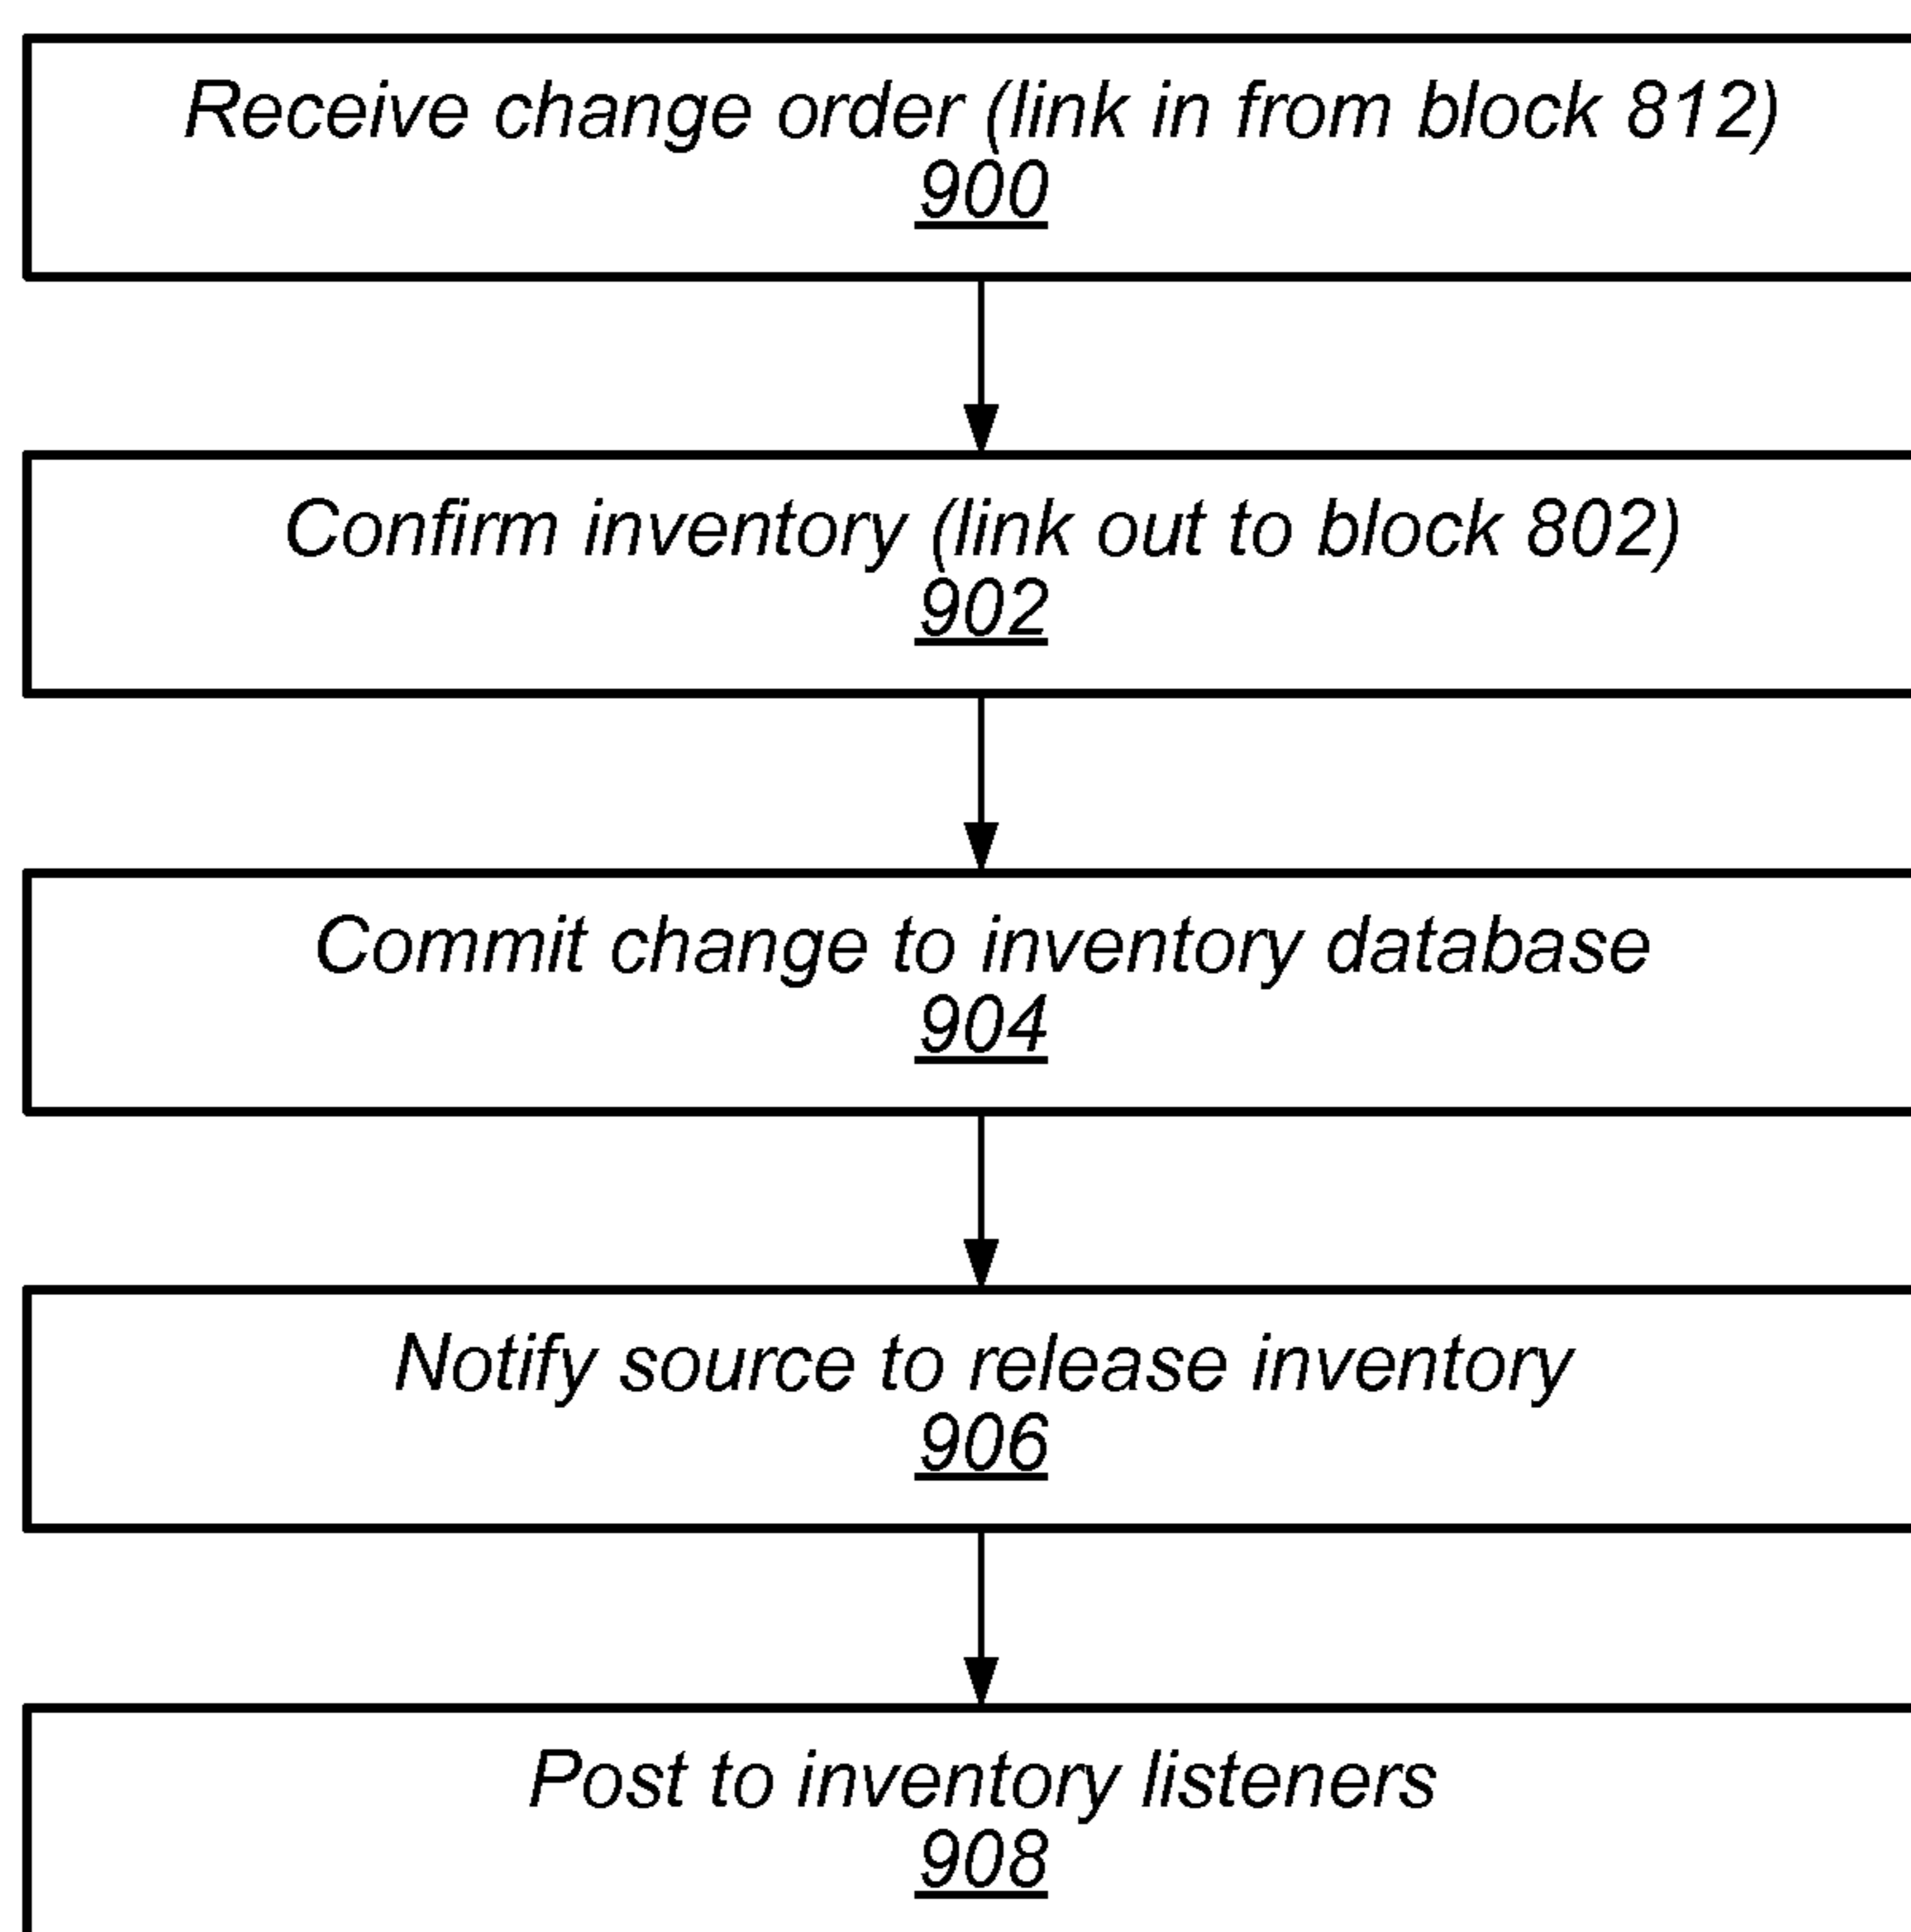 Receive change order (link in from block 812)
900
Confirm inventory (link out to block 802)
902
Commit change to inventory database
904
Notify source to release inventory
906
Post to inventory listeners
908